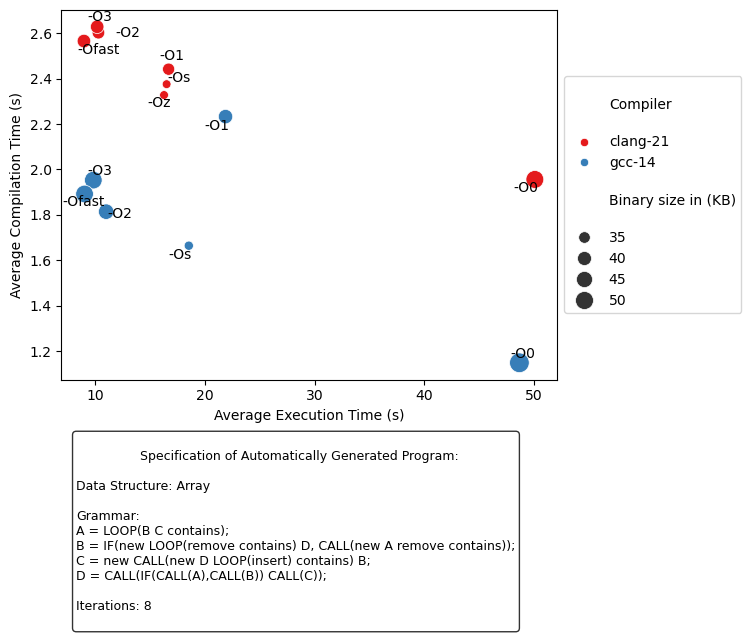 -O3
-O2
-Ofast
-O1
-Os
-Oz
-O1
-O3
-O0
-Ofast
-O2
-Os
-O0
2.6
2.4
2.2
2.0
1.8
1.6
1.4
1.2
Average Compilation Time (s)
10 20 30 40 50
Average Execution Time (s)
Compiler
clang-21
gcc-14
Binary size in (KB)
35
40
45
50
Specification of Automatically Generated Program:
Data Structure: Array
Grammar:
A = LOOP(B C contains);
B = IF(new LOOP(remove contains) D, CALL(new A remove contains));
C = new CALL(new D LOOP(insert) contains) B;
D = CALL(IF(CALL(A),CALL(B)) CALL(C));
Iterations: 8